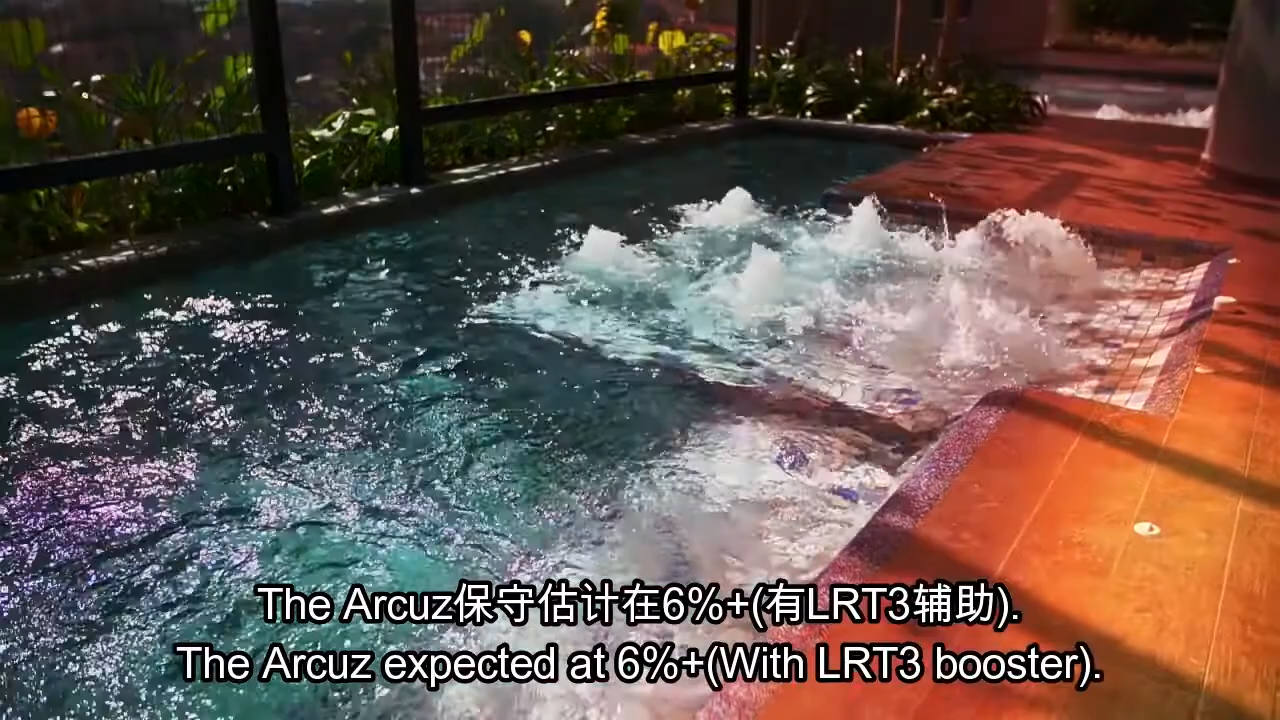 The Arcuz保守估计在6%+(有LRT3辅助).
The Arcuz expected at 6%+(With LRT3 booster).